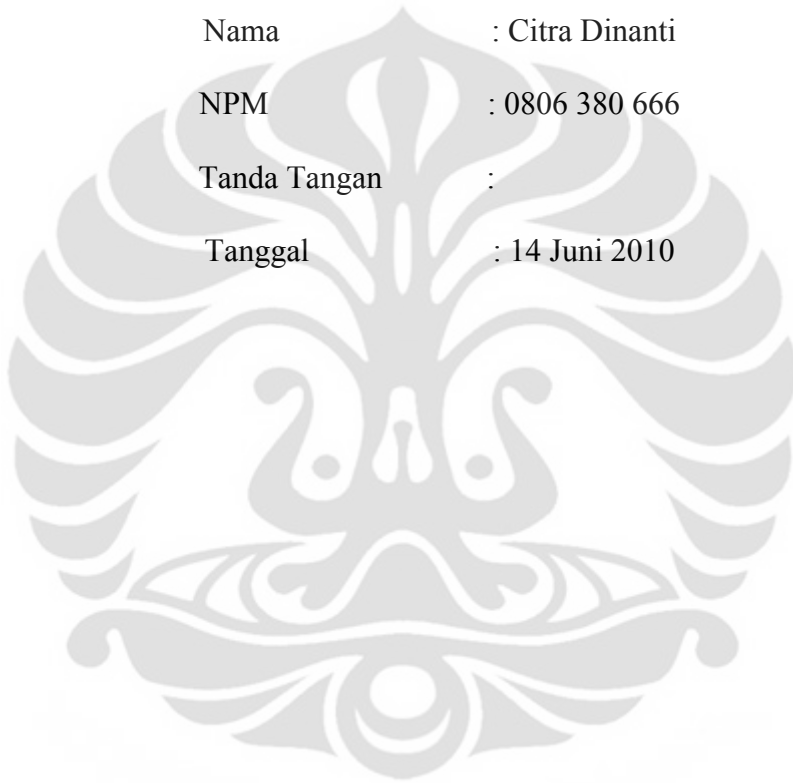 Nama : Citra Dinanti
NPM : 0806 380 666
Tanda Tangan :
Tanggal : 14 Juni 2010